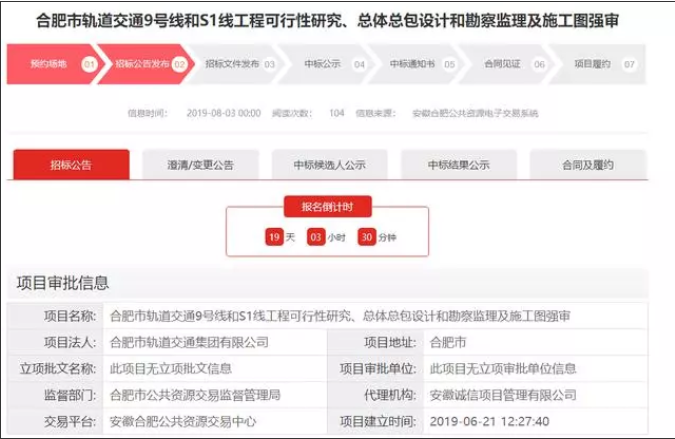 合肥市轨道交通9号线和S1线工程可行性研究、总体总包设计和勘察监理及施工图强审
预约场地 01 招标公告发布 02 招标文件发布 03 中标公示 04 中标通知书 05 合同见证 06 项目履约 07
信息时间: 2019-08-03 00:00 阅读次数: 104 信息来源: 安徽合肥公共资源电子交易系统
招标公告 澄清/变更公告 中标候选人公示 中标结果公示 合同及履约
报名倒计时
19 天 03 小时 30 分钟
项目审批信息
项目名称: 合肥市轨道交通9号线和S1线工程可行性研究、总体总包设计和勘察监理及施工图强审
项目法人: 合肥市轨道交通集团有限公司 项目地址: 合肥市
立项批文名称: 此项目无立项批文信息 项目审批单位: 此项目无立项审批单位信息
监督部门: 合肥市公共资源交易监督管理局 代理机构: 安徽诚信项目管理有限公司
交易平台: 安徽合肥公共资源交易中心 项目建立时间: 2019-06-21 12:27:40